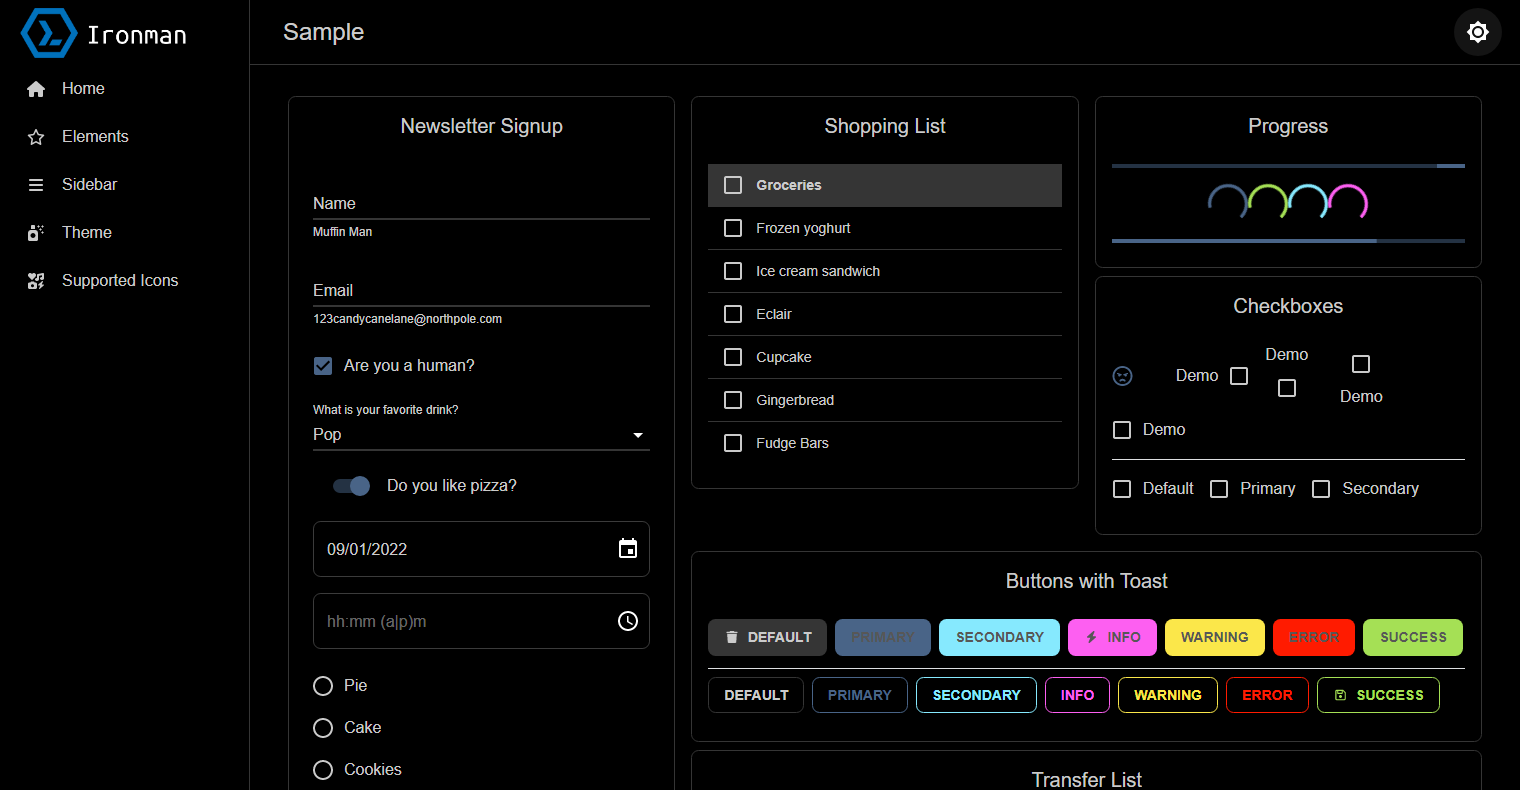 Ironman
Sample
Home
Elements
Sidebar
Theme
Supported Icons
Newsletter Signup
Name
Muffin Man
Email
123candycanelane@northpole.com
Are you a human?
What is your favorite drink?
Pop
Do you like pizza?
09/01/2022
hh:mm (a|p)m
Pie
Cake
Cookies
Shopping List
Groceries
Frozen yoghurt
Ice cream sandwich
Eclair
Cupcake
Gingerbread
Fudge Bars
Progress
Checkboxes
Demo
Demo
Demo
Demo
Default Primary Secondary
Buttons with Toast
DEFAULT PRIMARY SECONDARY INFO WARNING ERROR SUCCESS
DEFAULT PRIMARY SECONDARY INFO WARNING ERROR SUCCESS
Transfer List